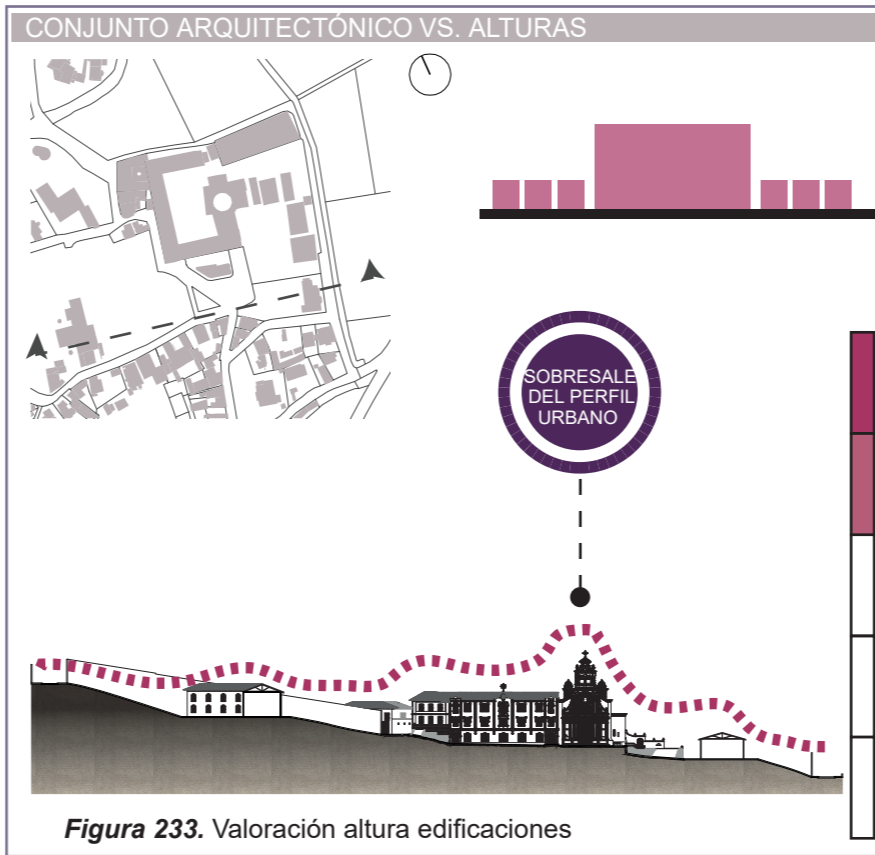 CONJUNTO ARQUITECTÓNICO VS. ALTURAS
SOBRESALE
DEL PERFIL
URBANO
Figura 233. Valoración altura edificaciones